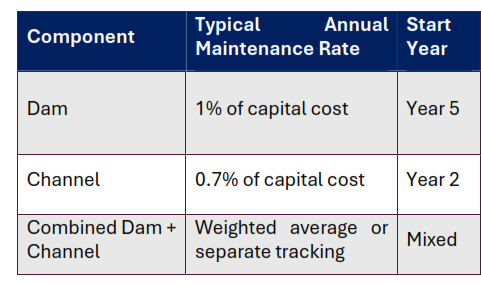 Component
Typical Annual
Maintenance Rate
Start
Year
Dam
1% of capital cost
Year 5
Channel
0.7% of capital cost
Year 2
Combined Dam +
Channel
Weighted average or
separate tracking
Mixed